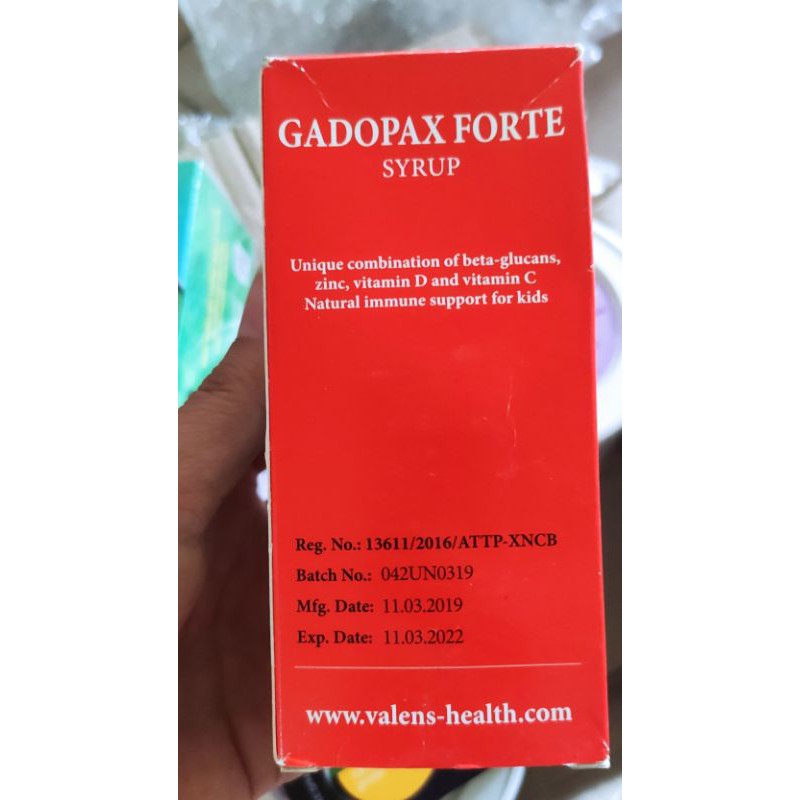 GADOPAX FORTE
SYRUP
Unique combination of beta-glucans,
zinc, vitamin D and vitamin C
Natural immune support for kids
Reg. No.: 13611/2016/ATTP-XNCB
Batch No.: 042UN0319
Mfg. Date: 11.03.2019
Exp. Date: 11.03.2022
www.valens-health.com